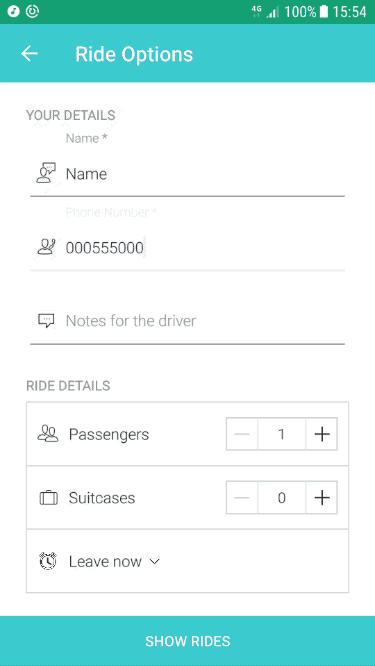 4G 100% 15:54
Ride Options
YOUR DETAILS
Name *
Name
Phone Number *
000555000
Notes for the driver
RIDE DETAILS
Passengers 1
Suitcases 0
Leave now
SHOW RIDES